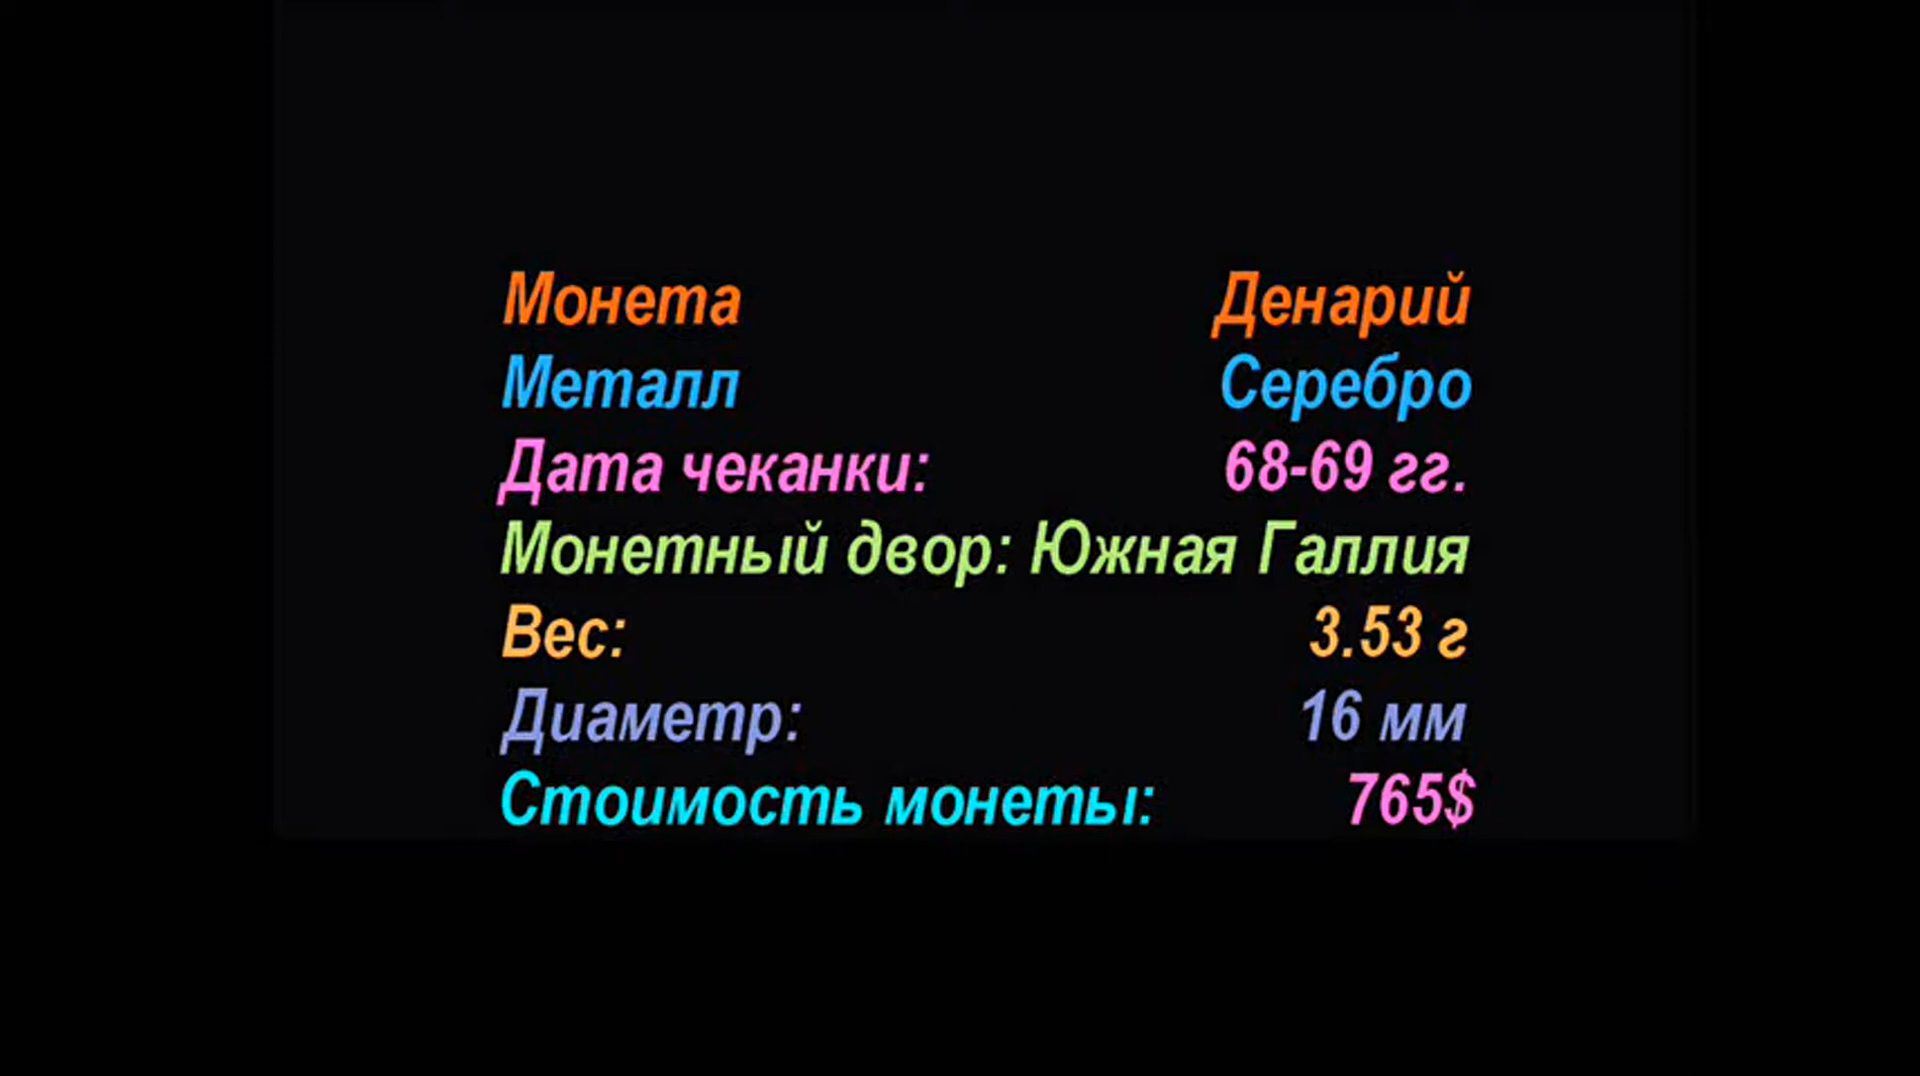 Монета Денарий
Металл Серебро
Дата чеканки: 68-69 гг.
Монетный двор: Южная Галлия
Вес: 3.53 г
Диаметр: 16 мм
Стоимость монеты: 765$